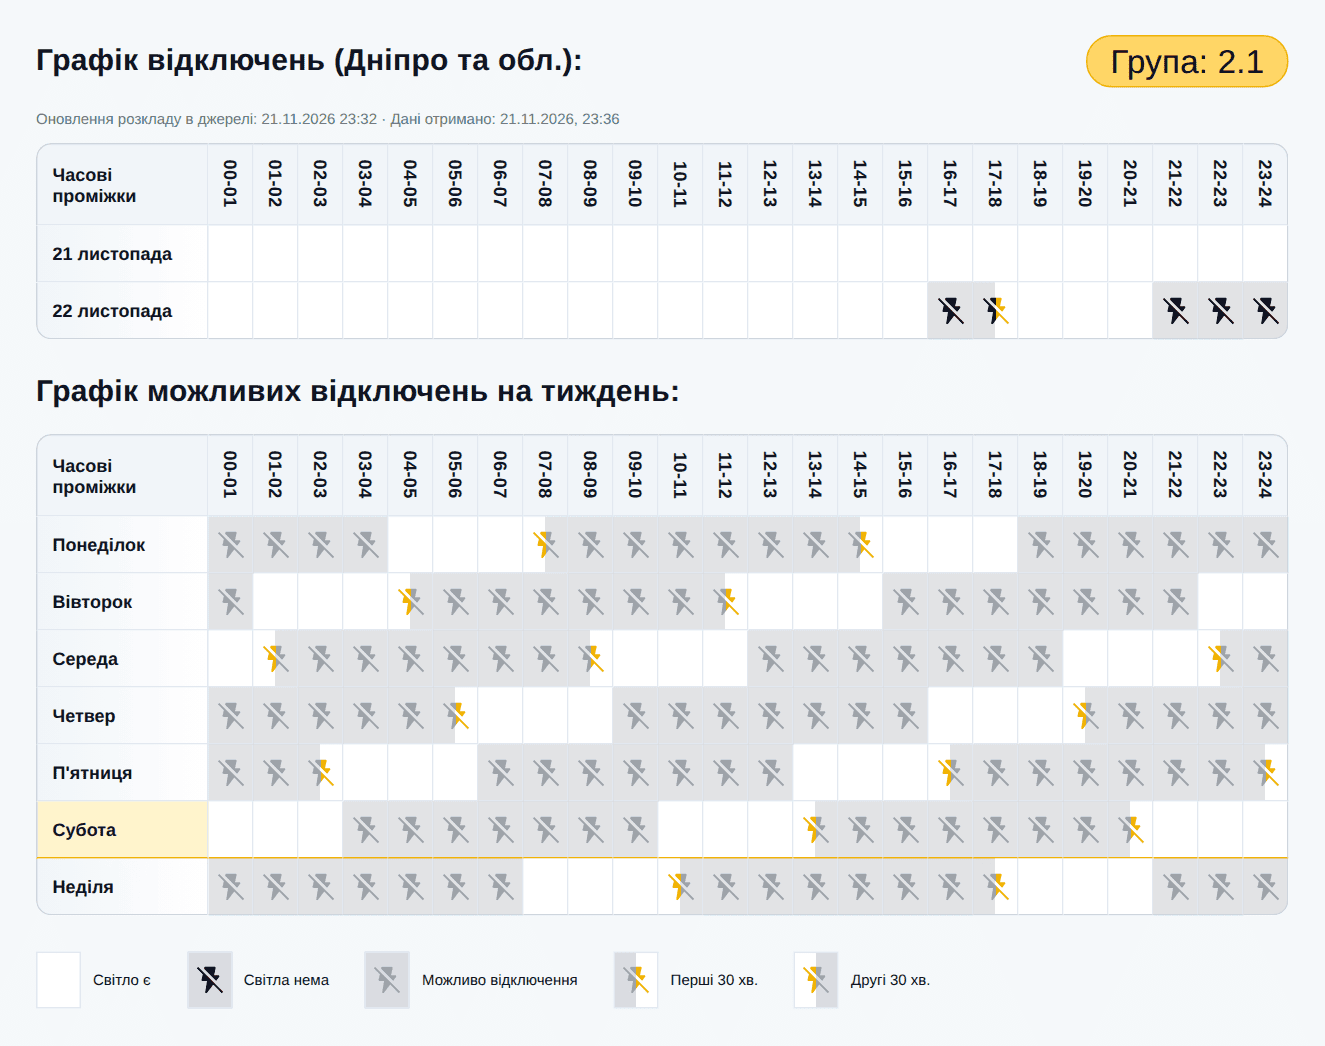 Графік відключень (Дніпро та обл.):
Група: 2.1
Оновлення розкладу в джерелі: 21.11.2026 23:32 · Дані отримано: 21.11.2026, 23:36
Часові проміжки 00-01 01-02 02-03 03-04 04-05 05-06 06-07 07-08 08-09 09-10 10-11 11-12 12-13 13-14 14-15 15-16 16-17 17-18 18-19 19-20 20-21 21-22 22-23 23-24
21 листопада
22 листопада
Графік можливих відключень на тиждень:
Часові проміжки 00-01 01-02 02-03 03-04 04-05 05-06 06-07 07-08 08-09 09-10 10-11 11-12 12-13 13-14 14-15 15-16 16-17 17-18 18-19 19-20 20-21 21-22 22-23 23-24
Понеділок
Вівторок
Середа
Четвер
П'ятниця
Субота
Неділя
Світло є Світла нема Можливо відключення Перші 30 хв. Другі 30 хв.